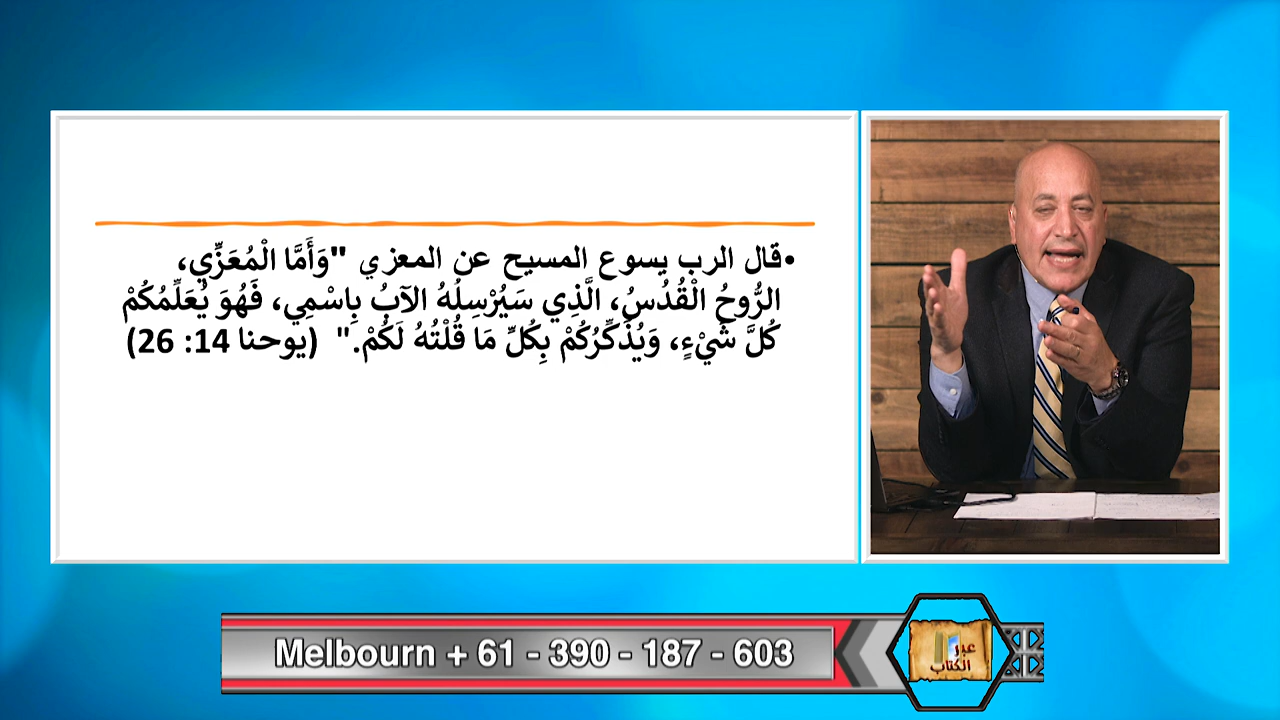 •قال الرب يسوع المسيح عن المعزي "وَأَمَّا الْمُعَزِّي،
الرُّوحُ الْقُدُسُ، الَّذِي سَيُرْسِلُهُ الآبُ بِاسْمِي، فَهُوَ يُعَلِّمُكُمْ
كُلَّ شَيْءٍ، وَيُذَكِّرُكُمْ بِكُلِّ مَا قُلْتُهُ لَكُمْ." (يوحنا 14: 26)
Melbourn + 61 - 390 - 187 - 603
عبر
الكتاب